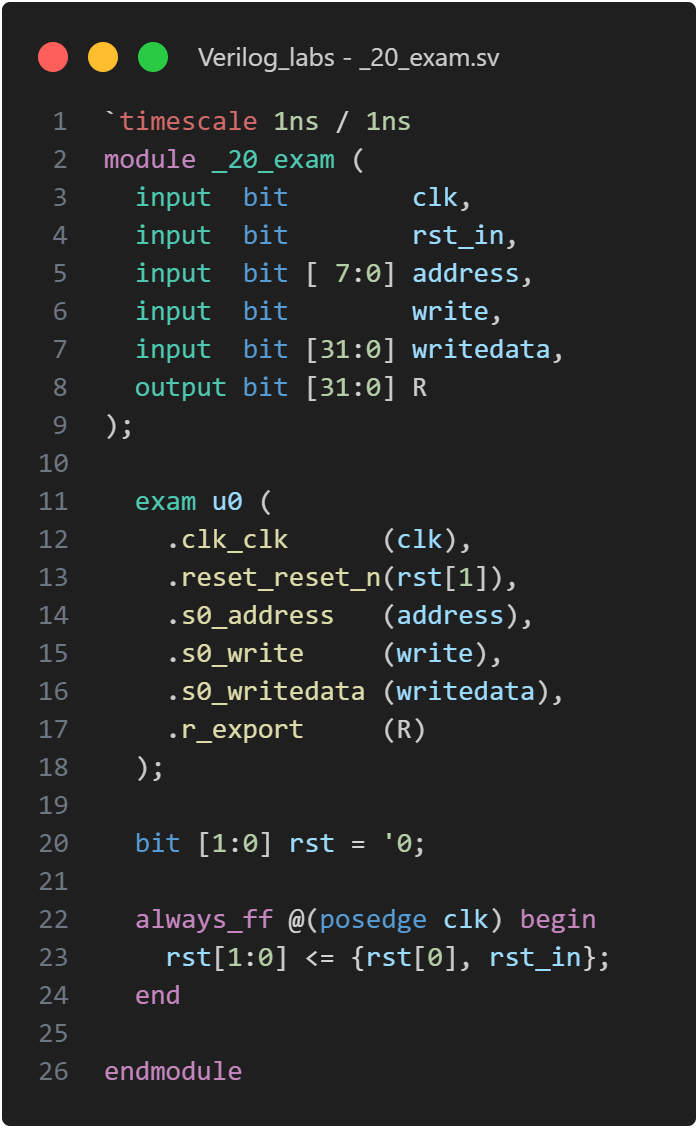 Verilog_labs - _20_exam.sv
1 `timescale 1ns / 1ns
2 module _20_exam (
3   input  bit        clk,
4   input  bit        rst_in,
5   input  bit [ 7:0] address,
6   input  bit        write,
7   input  bit [31:0] writedata,
8   output bit [31:0] R
9 );
10
11   exam u0 (
12     .clk_clk      (clk),
13     .reset_reset_n(rst[1]),
14     .s0_address   (address),
15     .s0_write     (write),
16     .s0_writedata (writedata),
17     .r_export     (R)
18   );
19
20   bit [1:0] rst = '0;
21
22   always_ff @(posedge clk) begin
23     rst[1:0] <= {rst[0], rst_in};
24   end
25
26 endmodule